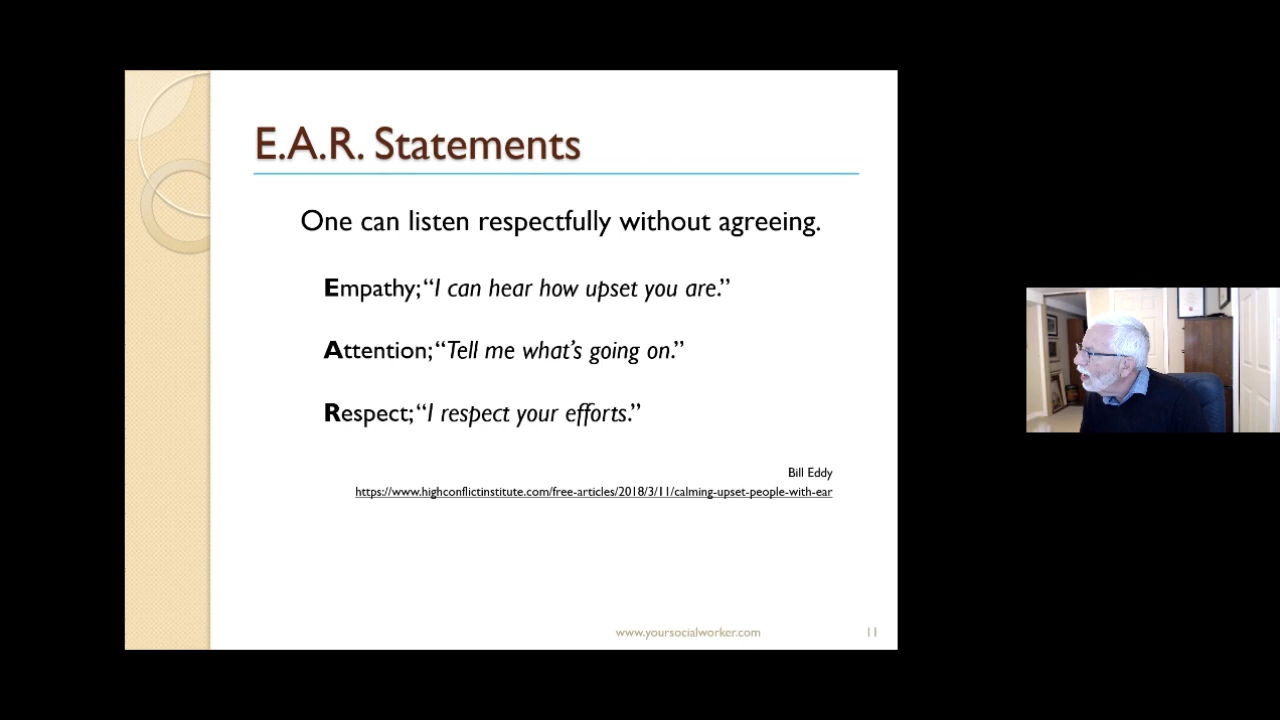 E.A.R. Statements
One can listen respectfully without agreeing.
Empathy; “I can hear how upset you are.”
Attention; “Tell me what’s going on.”
Respect; “I respect your efforts.”
Bill Eddy
https://www.highconflictinstitute.com/free-articles/2018/3/11/calming-upset-people-with-ear
www.yoursocialworker.com
11